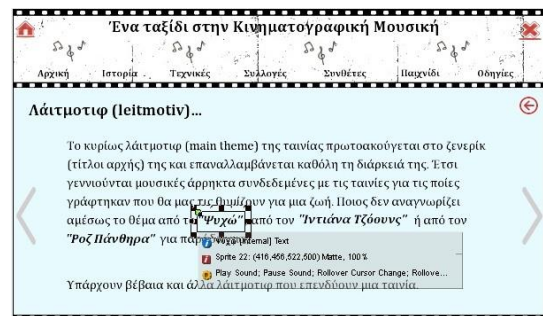 Ένα ταξίδι στην Κινηματογραφική Μουσική
Αρχική Ιστορία Τεχνικές Συλλογές Συνθέτες Παιχνίδι Οδηγίες
Λάιτμοτιφ (leitmotiv)...
Το κυρίως λάιτμοτιφ (main theme) της ταινίας πρωτοακούγεται στο ζενερίκ
(τίτλοι αρχής) της και επαναλλαμβάνεται καθόλη τη διάρκειά της. Έτσι
γεννιούνται μουσικές άρρηκτα συνδεδεμένες με τις ταινίες για τις ποίες
γράφτηκαν που θα μας τις θυμίζουν για μια ζωή. Ποιος δεν αναγνωρίζει
αμέσως το θέμα από το "Ψυχώ" από τον "Ιντιάνα Τζόουνς" ή από τον
"Ροζ Πάνθηρα" για
Ψυχώ [Internal] Text
Sprite 22: (416,456,522,500) Matte, 100%
Play Sound; Pause Sound; Rollover Cursor Change; Rollove...
Υπάρχουν βέβαια και άλλα λάιτμοτιφ που επενδύουν μια ταινία.